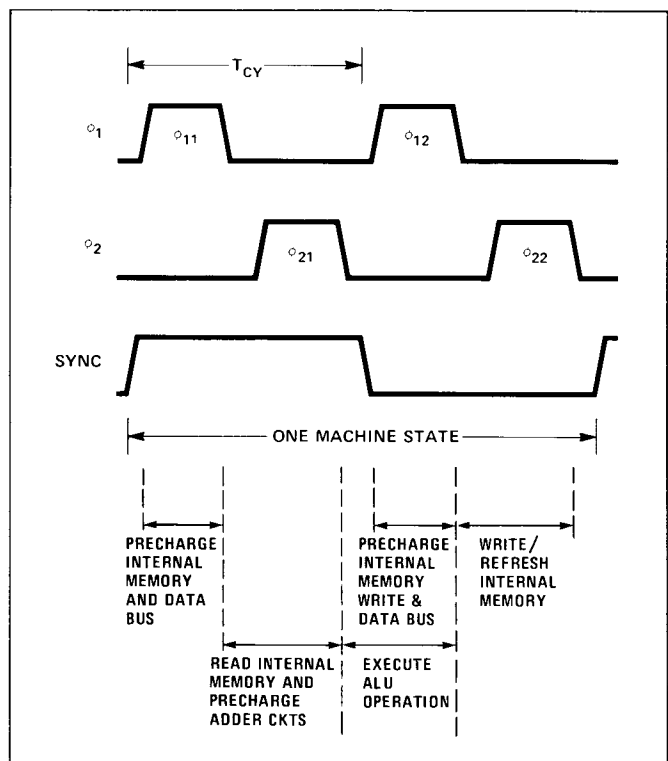 T_CY
φ1
φ11
φ12
φ2
φ21
φ22
SYNC
ONE MACHINE STATE
PRECHARGE
INTERNAL
MEMORY
AND DATA
BUS
PRECHARGE
INTERNAL
MEMORY
WRITE &
DATA BUS
WRITE/
REFRESH
INTERNAL
MEMORY
READ INTERNAL
MEMORY AND
PRECHARGE
ADDER CKTS
EXECUTE
ALU
OPERATION